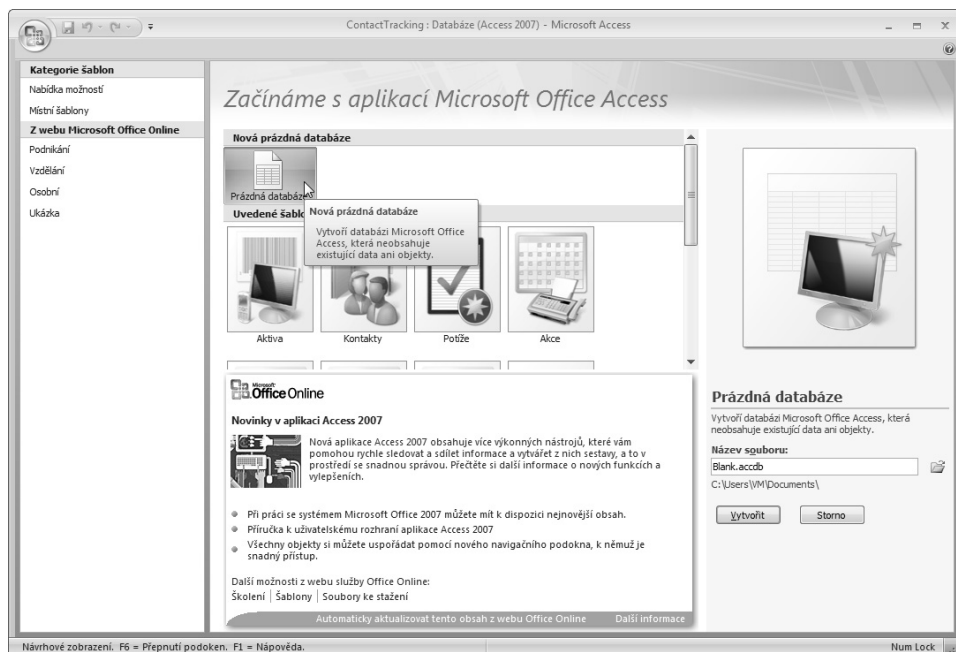 ContactTracking : Databáze (Access 2007) - Microsoft Access
Kategorie šablon
Nabídka možností
Místní šablony
Z webu Microsoft Office Online
Podnikání
Vzdělání
Osobní
Ukázka
Začínáme s aplikací Microsoft Office Access
Nová prázdná databáze
Prázdná databáze
Uvedené šablo
Nová prázdná databáze
Vytvoří databázi Microsoft Office
Access, která neobsahuje
existující data ani objekty.
Aktiva
Kontakty
Potíže
Akce
Microsoft
Office Online
Novinky v aplikaci Access 2007
Nová aplikace Access 2007 obsahuje více výkonných nástrojů, které vám
pomohou rychle sledovat a sdílet informace a vytvářet z nich sestavy, a to v
prostředí se snadnou správou. Přečtěte si další informace o nových funkcích a
vylepšeních.
Při práci se systémem Microsoft Office 2007 můžete mít k dispozici nejnovější obsah.
Příručka k uživatelskému rozhraní aplikace Access 2007
Všechny objekty si můžete uspořádat pomocí nového navigačního podokna, k němuž je
snadný přístup.
Další možnosti z webu služby Office Online:
Školení | Šablony | Soubory ke stažení
Automaticky aktualizovat tento obsah z webu Office Online Další informace
Prázdná databáze
Vytvoří databázi Microsoft Office Access, která
neobsahuje existující data ani objekty.
Název souboru:
Blank.accdb
C:\Users\VM\Documents\
Vytvořit Storno
Návrhové zobrazení. F6 = Přepnutí podoken. F1 = Nápověda. Num Lock